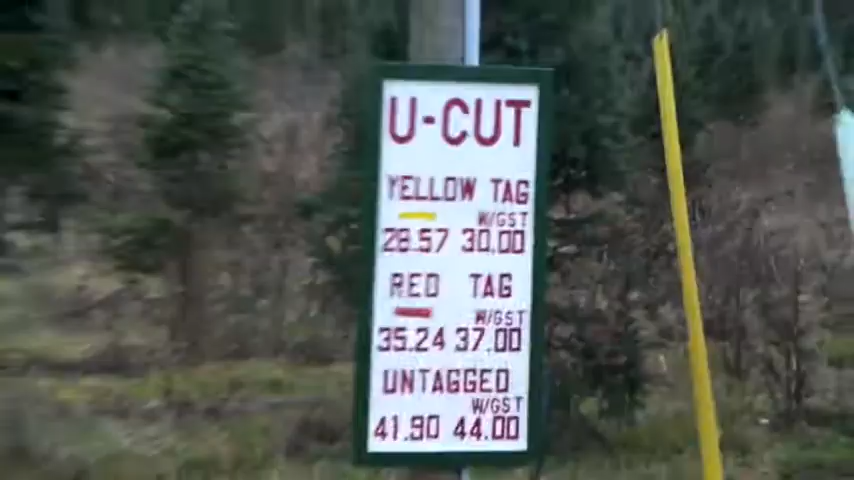 U-CUT
YELLOW TAG
W/GST
28.57 30.00
RED TAG
W/GST
35.24 37.00
UNTAGGED
W/GST
41.90 44.00